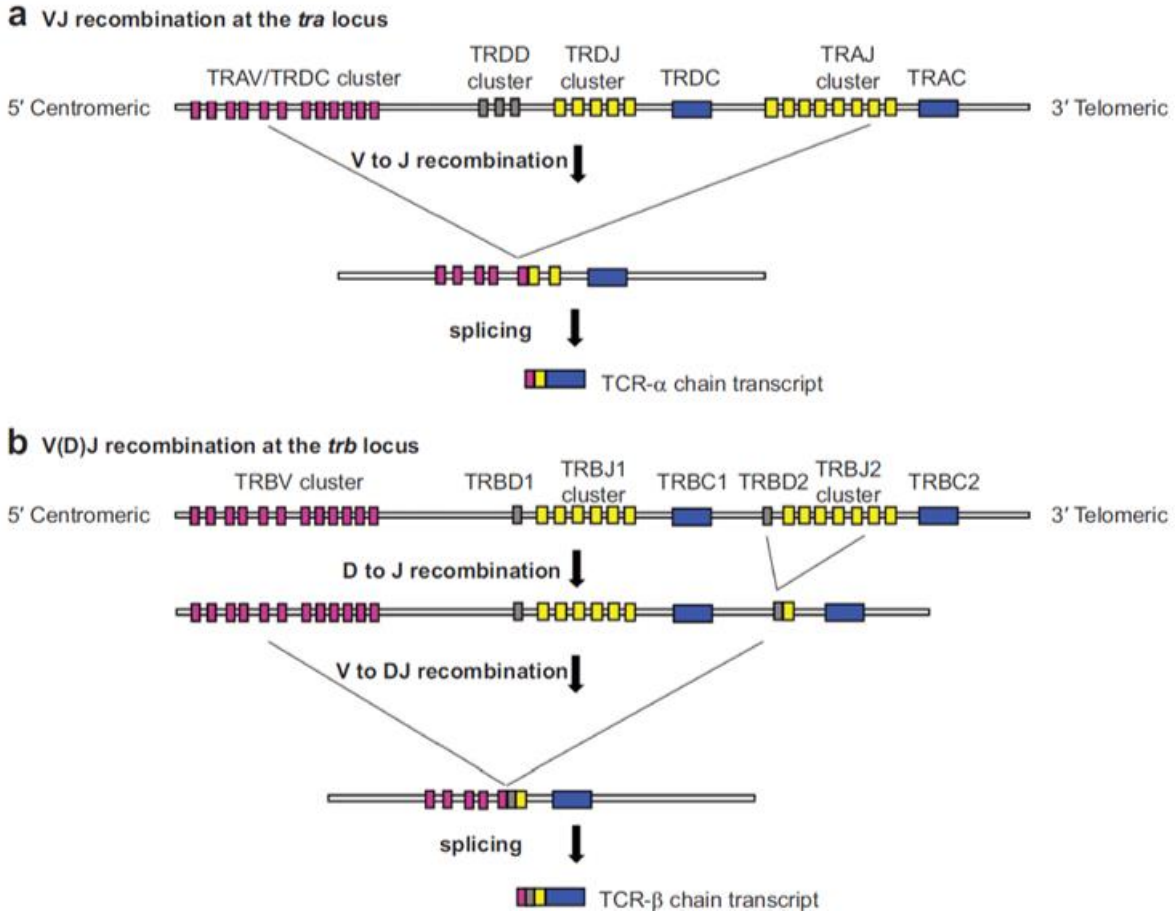 a VJ recombination at the tra locus
TRAV/TRDC cluster
TRDD
cluster
TRDJ
cluster
TRDC
TRAJ
cluster
TRAC
5′ Centromeric
3′ Telomeric
V to J recombination
splicing
TCR-α chain transcript
b V(D)J recombination at the trb locus
TRBV cluster
TRBD1
TRBJ1
cluster
TRBC1
TRBD2
TRBJ2
cluster
TRBC2
5′ Centromeric
3′ Telomeric
D to J recombination
V to DJ recombination
splicing
TCR-β chain transcript